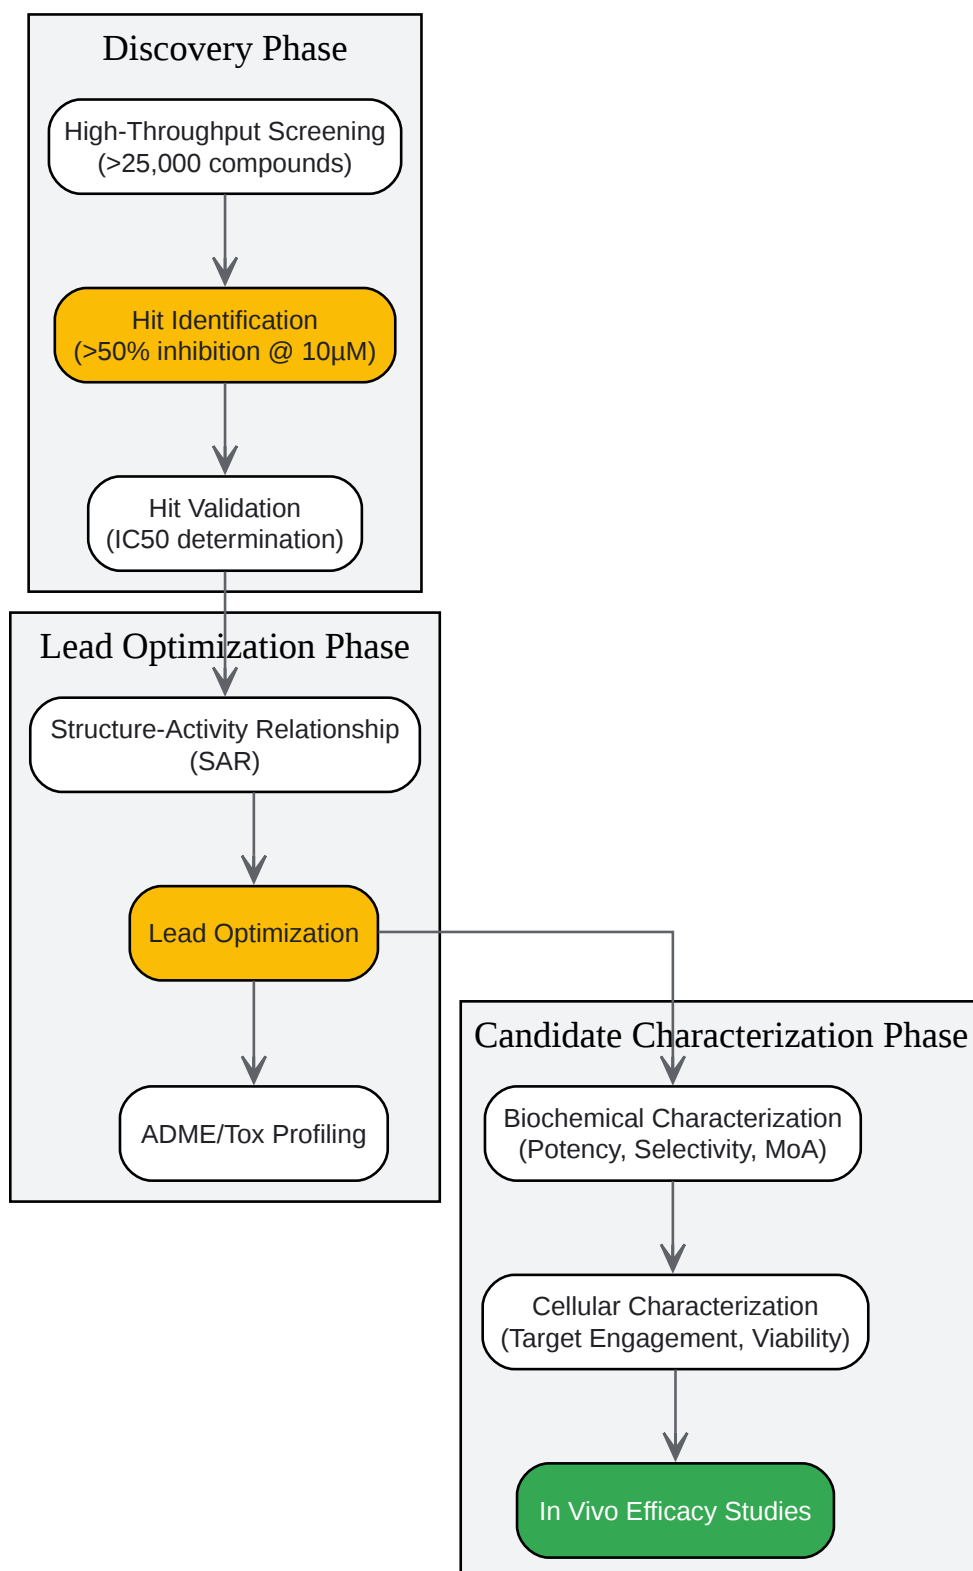 Discovery Phase
High-Throughput Screening
(>25,000 compounds)
Hit Identification
(>50% inhibition @ 10µM)
Hit Validation
(IC50 determination)
Lead Optimization Phase
Structure-Activity Relationship
(SAR)
Lead Optimization
ADME/Tox Profiling
Candidate Characterization Phase
Biochemical Characterization
(Potency, Selectivity, MoA)
Cellular Characterization
(Target Engagement, Viability)
In Vivo Efficacy Studies